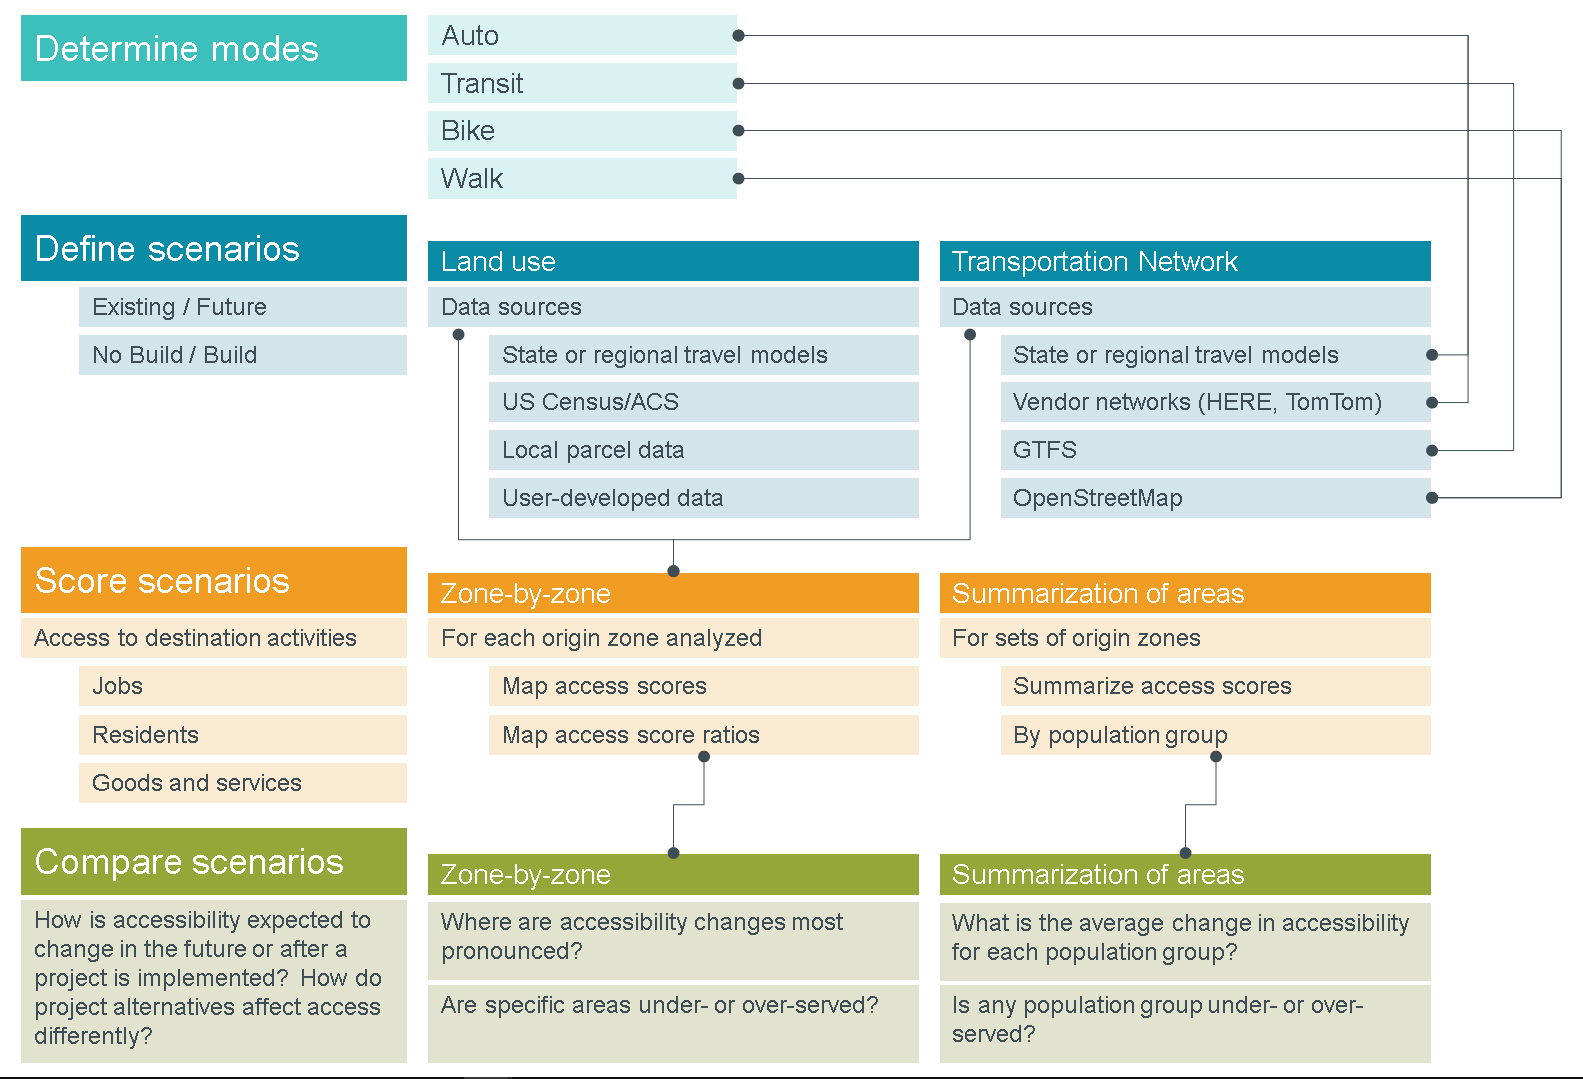 Determine modes
Auto
Transit
Bike
Walk
Define scenarios
Existing / Future
No Build / Build
Land use
Data sources
State or regional travel models
US Census/ACS
Local parcel data
User-developed data
Transportation Network
Data sources
State or regional travel models
Vendor networks (HERE, TomTom)
GTFS
OpenStreetMap
Score scenarios
Access to destination activities
Jobs
Residents
Goods and services
Zone-by-zone
For each origin zone analyzed
Map access scores
Map access score ratios
Summarization of areas
For sets of origin zones
Summarize access scores
By population group
Compare scenarios
How is accessibility expected to
change in the future or after a
project is implemented? How do
project alternatives affect access
differently?
Zone-by-zone
Where are accessibility changes most
pronounced?
Are specific areas under- or over-served?
Summarization of areas
What is the average change in accessibility
for each population group?
Is any population group under- or over-
served?